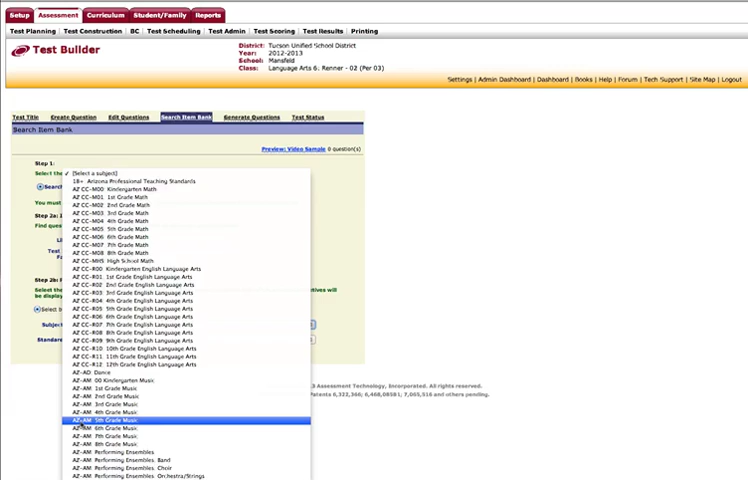 Setup Assessment Curriculum Student/Family Reports
Test Planning Test Construction BC Test Scheduling Test Admin Test Scoring Test Results Printing
Test Builder
District: Tucson Unified School District
Year: 2012-2013
School: Mansfeld
Class: Language Arts 6: Renner - 02 (Per 03)
Settings | Admin Dashboard | Dashboard | Books | Help | Forum | Tech Support | Site Map | Logout
Test Title Create Question Edit Questions Search Item Bank Generate Questions Test Status
Search Item Bank
Preview: Video Sample 0 question(s)
Step 1:
Select the
✓ [Select a subject]
18+ Arizona Professional Teaching Standards
AZ CC-M00 Kindergarten Math
AZ CC-M01 1st Grade Math
AZ CC-M02 2nd Grade Math
AZ CC-M03 3rd Grade Math
AZ CC-M04 4th Grade Math
AZ CC-M05 5th Grade Math
AZ CC-M06 6th Grade Math
AZ CC-M07 7th Grade Math
AZ CC-M08 8th Grade Math
AZ CC-MHS High School Math
AZ CC-R00 Kindergarten English Language Arts
AZ CC-R01 1st Grade English Language Arts
AZ CC-R02 2nd Grade English Language Arts
AZ CC-R03 3rd Grade English Language Arts
AZ CC-R04 4th Grade English Language Arts
AZ CC-R05 5th Grade English Language Arts
AZ CC-R06 6th Grade English Language Arts
AZ CC-R07 7th Grade English Language Arts
AZ CC-R08 8th Grade English Language Arts
AZ CC-R09 9th Grade English Language Arts
AZ CC-R10 10th Grade English Language Arts
AZ CC-R11 11th Grade English Language Arts
AZ CC-R12 12th Grade English Language Arts
AZ-AD Dance
AZ-AM 00 Kindergarten Music
AZ-AM 1st Grade Music
AZ-AM 2nd Grade Music
AZ-AM 3rd Grade Music
AZ-AM 4th Grade Music
AZ-AM 5th Grade Music
AZ-AM 6th Grade Music
AZ-AM 7th Grade Music
AZ-AM 8th Grade Music
AZ-AM Performing Ensembles
AZ-AM Performing Ensembles, Band
AZ-AM Performing Ensembles, Choir
AZ-AM Performing Ensembles, Orchestra/Strings
Search
You must
Step 2a:
Find ques
Test
Step 2b:
Select the
be display
tives will
Select b
Subject
Standard
3 Assessment Technology, Incorporated. All rights reserved.
Patents 6,322,366; 6,468,085B1; 7,065,516 and others pending.